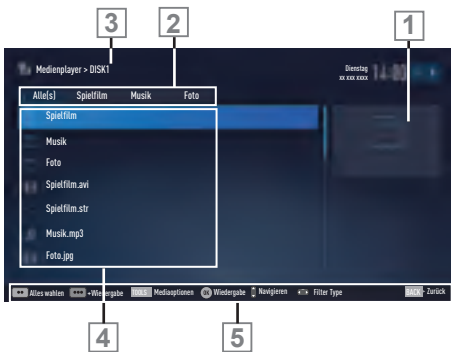 3 2 1
Medienplayer > DISK1
Dienstag
xx xxx xxxx
14:00
Alle(s) Spielfilm Musik Foto
Spielfilm
Musik
Foto
Spielfilm.avi
Spielfilm.str
Musik.mp3
Foto.jpg
Alles wahlen +Wiedergabe TOOLS Mediaoptionen OK Wiedergabe Navigieren Filter Type BACK - Zurück
4 5